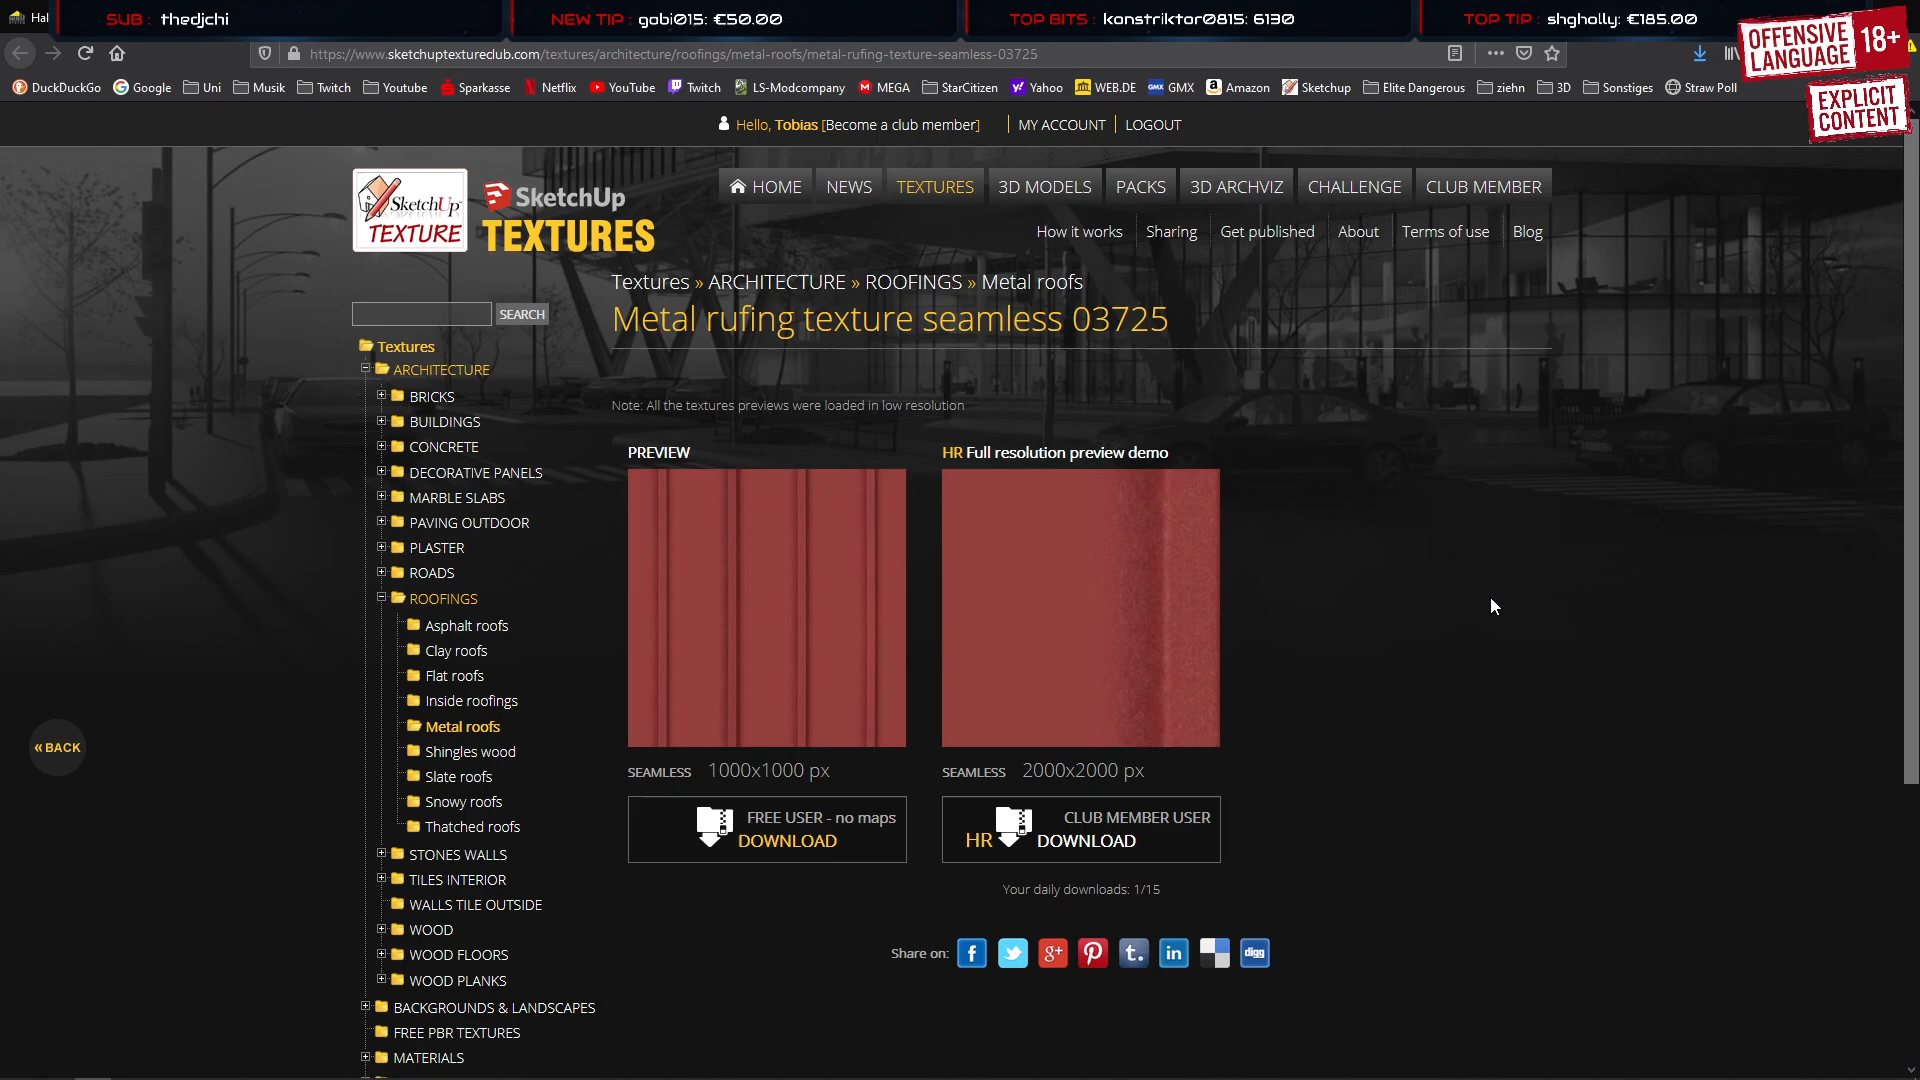 Hal
SUB : thedjchi
NEW TIP : gabi015: €50.00
TOP BITS : konstriktor0815: 6130
TOP TIP : shgholly: €185.00
OFFENSIVE LANGUAGE 18+
EXPLICIT CONTENT
https://www.sketchuptextureclub.com/textures/architecture/roofings/metal-roofs/metal-rufing-texture-seamless-03725
DuckDuckGo Google Uni Musik Twitch Youtube Sparkasse Netflix YouTube Twitch LS-Modcompany MEGA StarCitizen Yahoo WEB.DE GMX Amazon Sketchup Elite Dangerous ziehn 3D Sonstiges Straw Poll
Hello, Tobias [Become a club member] MY ACCOUNT LOGOUT
SketchUp TEXTURE
SketchUp TEXTURES
HOME NEWS TEXTURES 3D MODELS PACKS 3D ARCHVIZ CHALLENGE CLUB MEMBER
How it works Sharing Get published About Terms of use Blog
Textures » ARCHITECTURE » ROOFINGS » Metal roofs
Metal rufing texture seamless 03725
SEARCH
Textures
ARCHITECTURE
BRICKS
BUILDINGS
CONCRETE
DECORATIVE PANELS
MARBLE SLABS
PAVING OUTDOOR
PLASTER
ROADS
ROOFINGS
Asphalt roofs
Clay roofs
Flat roofs
Inside roofings
Metal roofs
Shingles wood
Slate roofs
Snowy roofs
Thatched roofs
STONES WALLS
TILES INTERIOR
WALLS TILE OUTSIDE
WOOD
WOOD FLOORS
WOOD PLANKS
BACKGROUNDS & LANDSCAPES
FREE PBR TEXTURES
MATERIALS
« BACK
Note: All the textures previews were loaded in low resolution
PREVIEW
HR Full resolution preview demo
SEAMLESS 1000x1000 px
SEAMLESS 2000x2000 px
FREE USER - no maps
DOWNLOAD
CLUB MEMBER USER
HR DOWNLOAD
Your daily downloads: 1/15
Share on: f g+ t. in digg